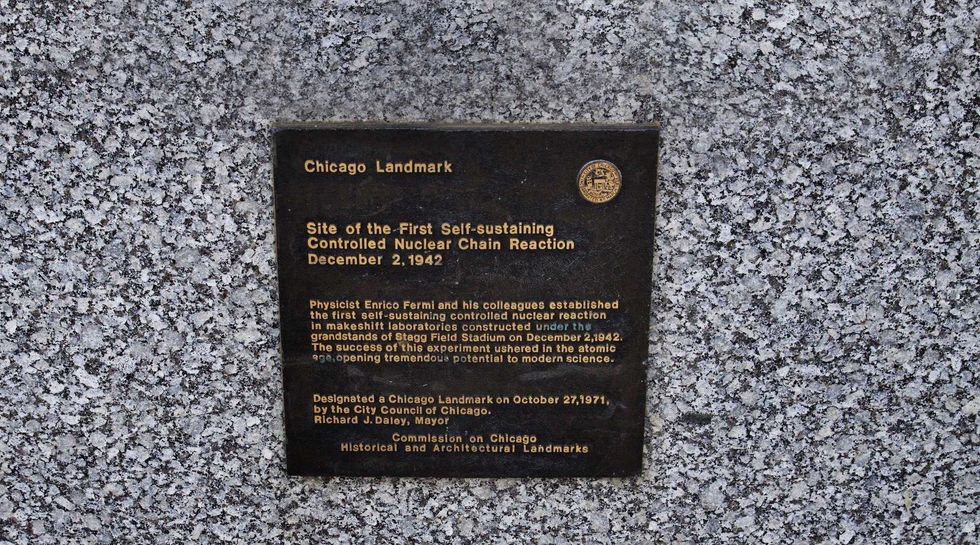 Chicago Landmark
Site of the First Self-sustaining
Controlled Nuclear Chain Reaction
December 2, 1942
Physicist Enrico Fermi and his colleagues established
the first self-sustaining controlled nuclear reaction
in makeshift laboratories constructed under the
grandstands of Stagg Field Stadium on December 2,1942.
The success of this experiment ushered in the atomic
age,opening tremendous potential to modern science.
Designated a Chicago Landmark on October 27,1971,
by the City Council of Chicago.
Richard J. Daley, Mayor
Commission on Chicago
Historical and Architectural Landmarks